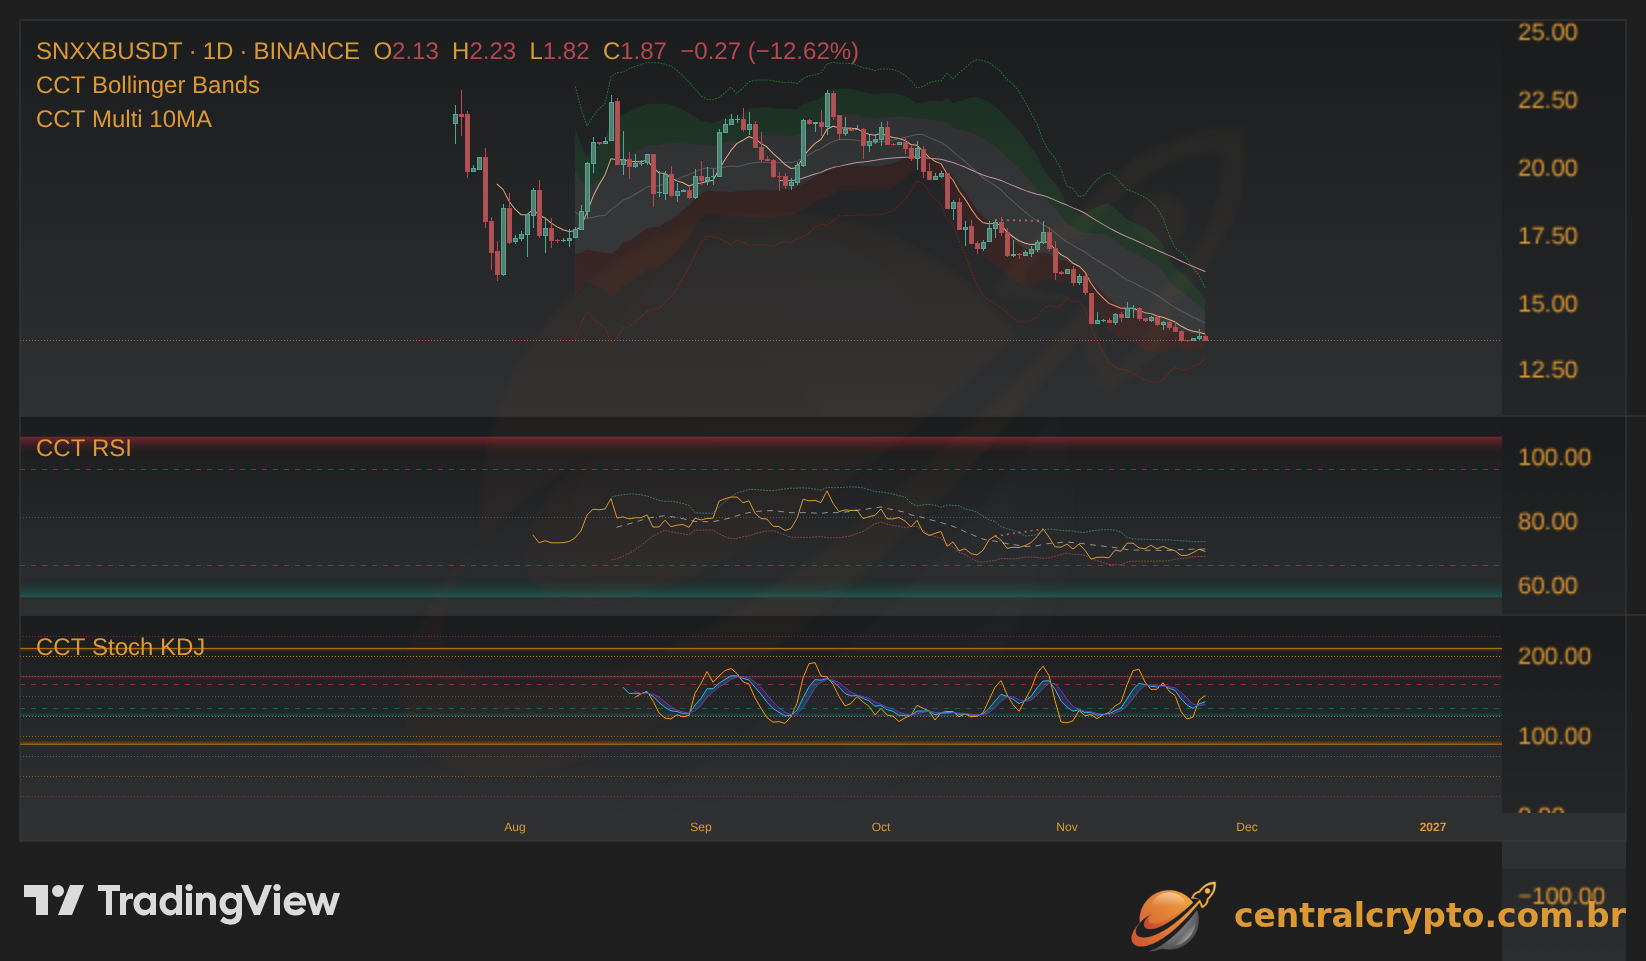 SNXXBUSDT · 1D · BINANCE O2.13 H2.23 L1.82 C1.87 −0.27 (−12.62%)
CCT Bollinger Bands
CCT Multi 10MA
25.00
22.50
20.00
17.50
15.00
12.50
CCT RSI
100.00
80.00
60.00
CCT Stoch KDJ
200.00
100.00
Aug Sep Oct Nov Dec 2027
−100.00
TradingView
centralcrypto.com.br